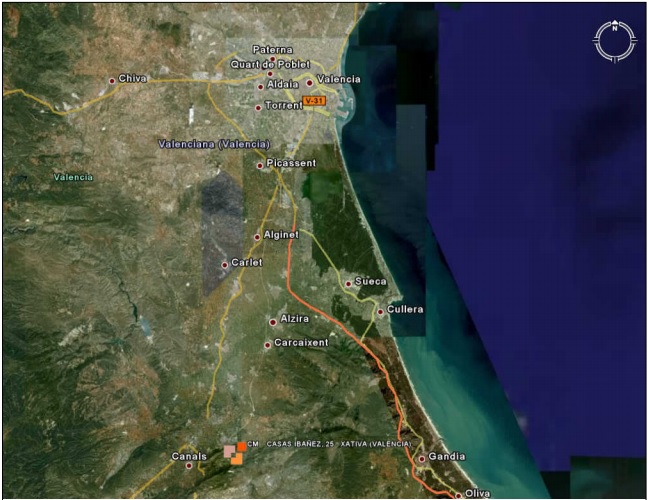 N
Paterna
Quart de Poblet
Chiva
Aldaia
Valencia
Torrent
V-31
Valenciana (Valencia)
Picassent
Valencia
Alginet
Carlet
Sueca
Cullera
Alzira
Carcaixent
CM CASAS IBAÑEZ, 25 - XATIVA (VALENCIA)
Canals
Gandia
Oliva